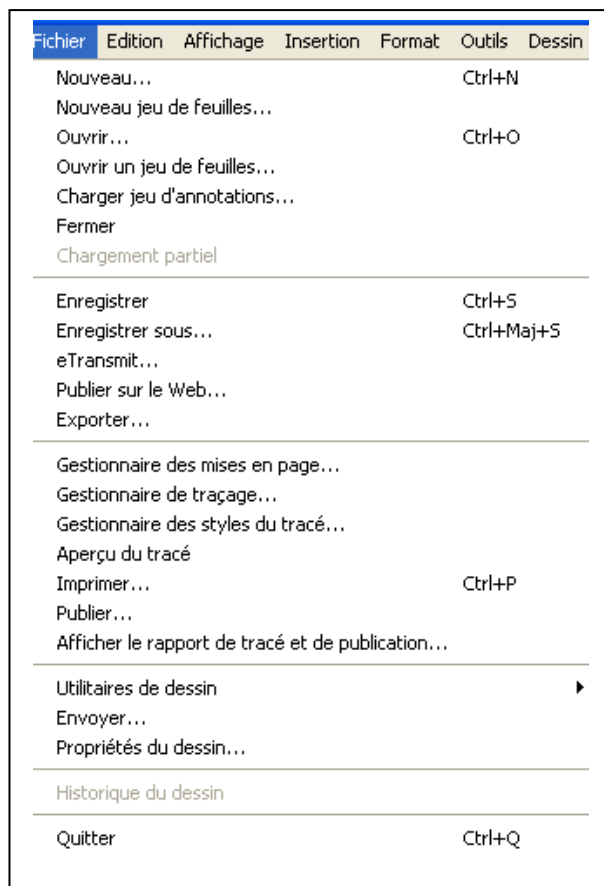 Fichier Edition Affichage Insertion Format Outils Dessin
Nouveau... Ctrl+N
Nouveau jeu de feuilles...
Ouvrir... Ctrl+O
Ouvrir un jeu de feuilles...
Charger jeu d'annotations...
Fermer
Chargement partiel
Enregistrer Ctrl+S
Enregistrer sous... Ctrl+Maj+S
eTransmit...
Publier sur le Web...
Exporter...
Gestionnaire des mises en page...
Gestionnaire de traçage...
Gestionnaire des styles du tracé...
Aperçu du tracé
Imprimer... Ctrl+P
Publier...
Afficher le rapport de tracé et de publication...
Utilitaires de dessin
Envoyer...
Propriétés du dessin...
Historique du dessin
Quitter Ctrl+Q